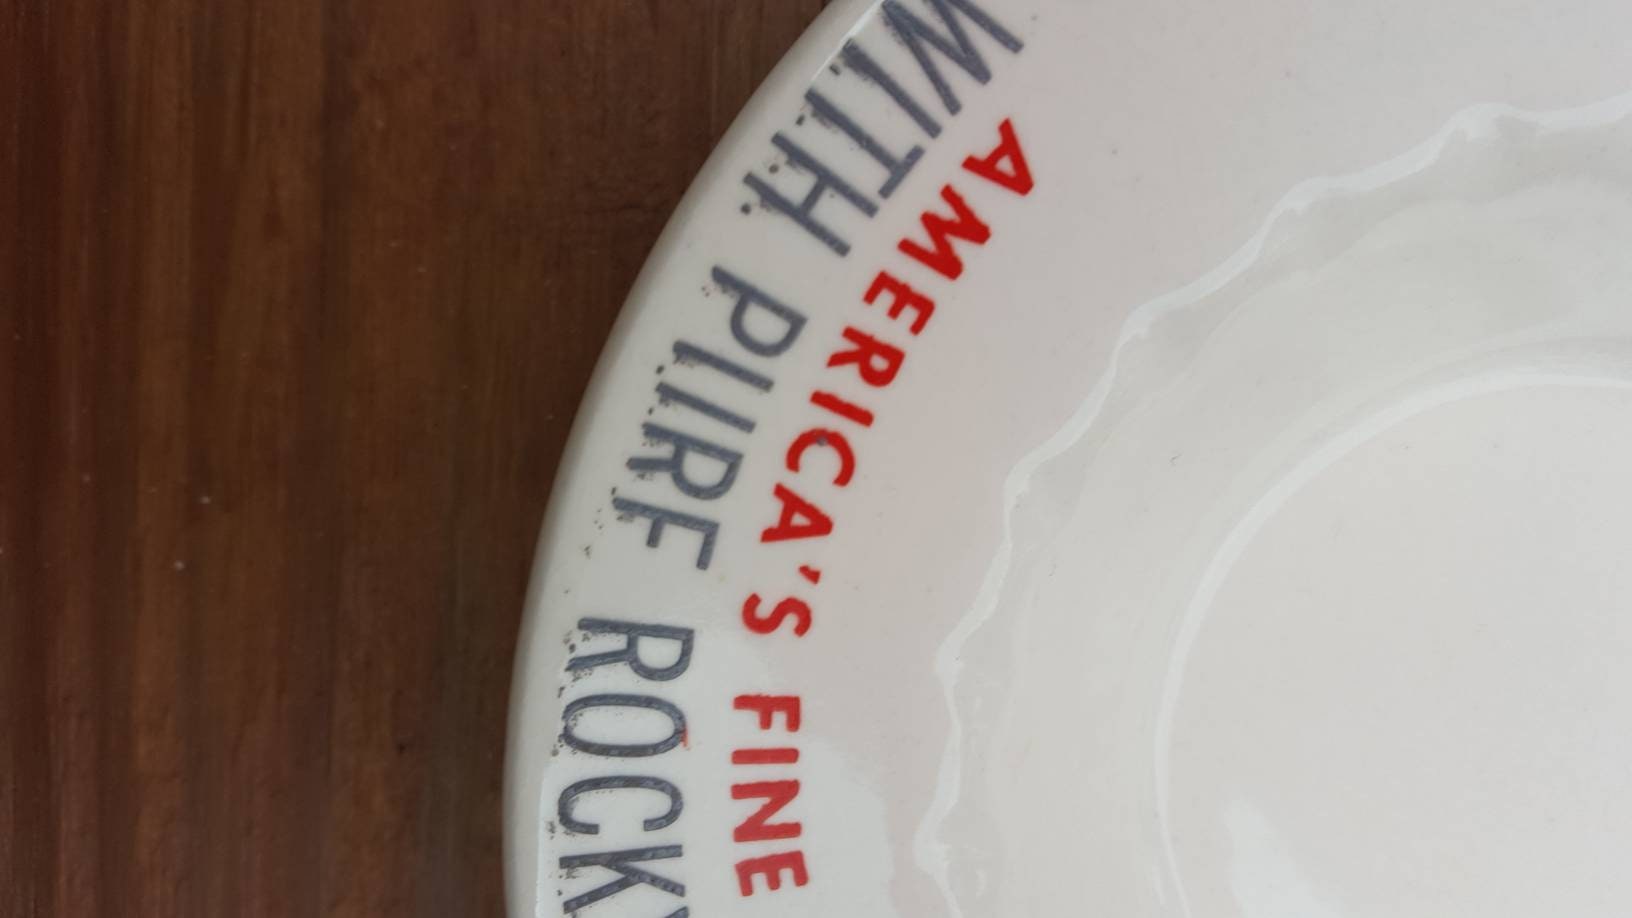 WITH PURE ROCKY
AMERICA'S FINE